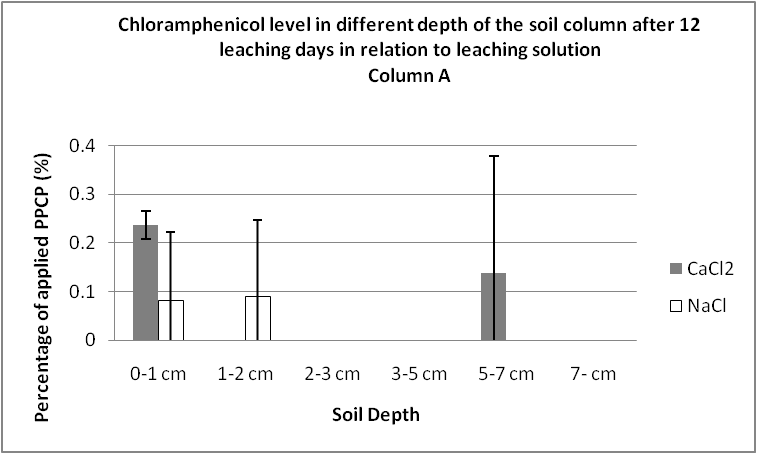 Chloramphenicol level in different depth of the soil column after 12
leaching days in relation to leaching solution
Column A
Percentage of applied PPCP (%)
0.4
0.3
0.2
0.1
0
0-1 cm
1-2 cm
2-3 cm
3-5 cm
5-7 cm
7- cm
Soil Depth
CaCl2
NaCl